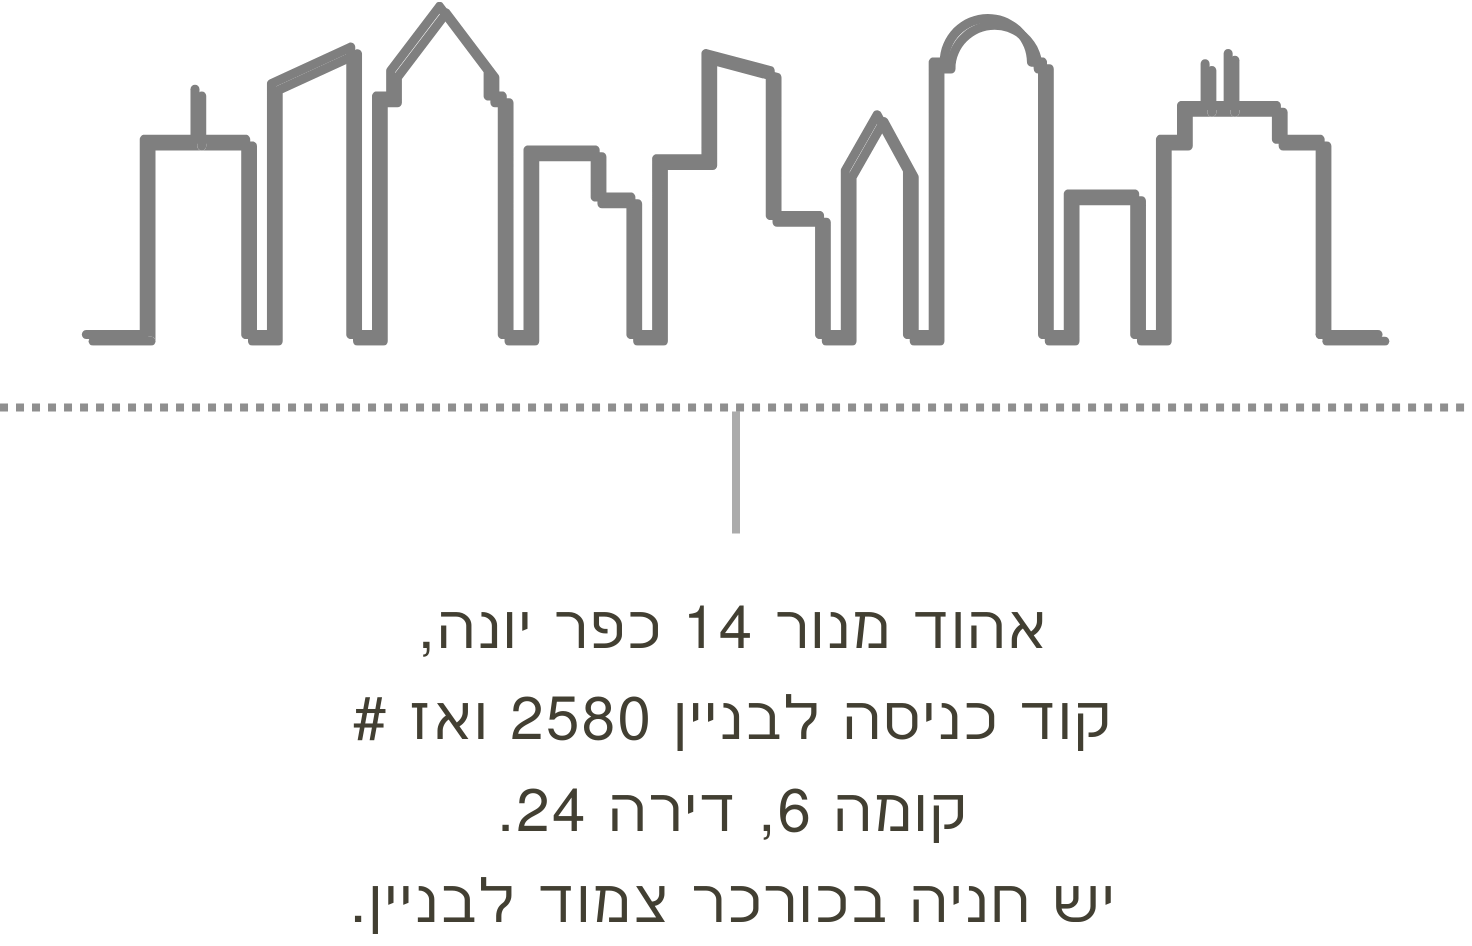 אהוד מנור 14 כפר יונה,
קוד כניסה לבניין 2580 ואז #
קומה 6, דירה 24.
יש חניה בכורכר צמוד לבניין.